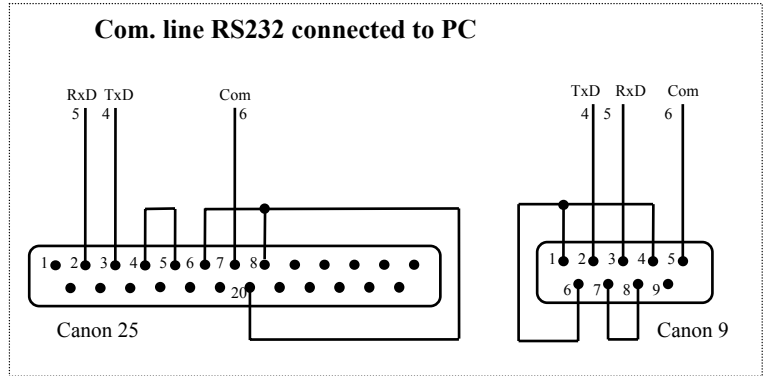 Com. line RS232 connected to PC
RxD TxD Com
5 4 6
1 2 3 4 5 6 7 8
20
Canon 25
TxD RxD Com
4 5 6
1 2 3 4 5
6 7 8 9
Canon 9